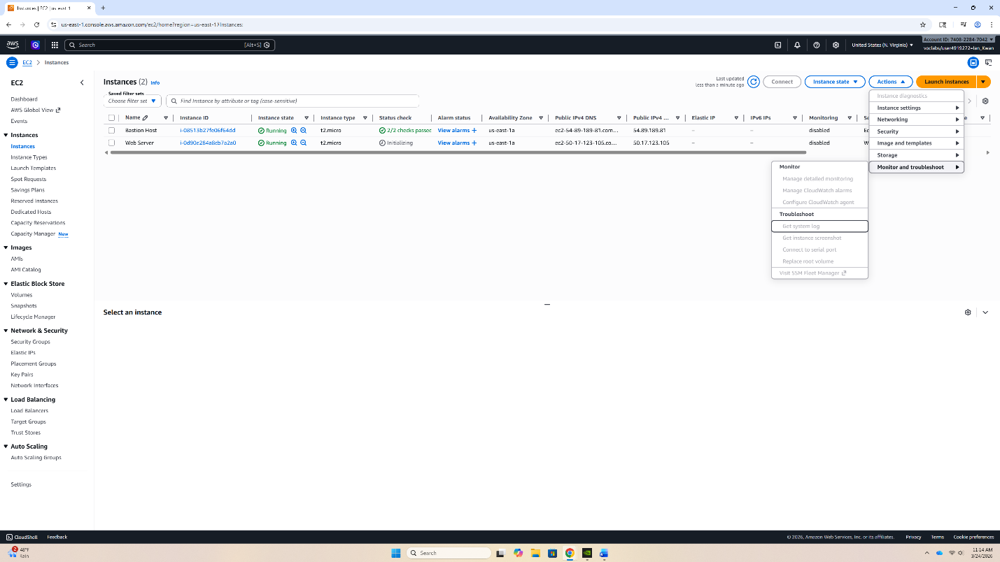 Instances | EC2 | us-east-1
us-east-1.console.aws.amazon.com/ec2/home?region=us-east-1#Instances:
aws
Search [Alt+S]
United States (N. Virginia)
Account ID: 7408-2284-7042
voclabs/user4919272=Ian_Kwan
EC2 > Instances
EC2
Dashboard
AWS Global View
Events
Instances
Instances
Instance Types
Launch Templates
Spot Requests
Savings Plans
Reserved Instances
Dedicated Hosts
Capacity Reservations
Capacity Manager New
Images
AMIs
AMI Catalog
Elastic Block Store
Volumes
Snapshots
Lifecycle Manager
Network & Security
Security Groups
Elastic IPs
Placement Groups
Key Pairs
Network Interfaces
Load Balancing
Load Balancers
Target Groups
Trust Stores
Auto Scaling
Auto Scaling Groups
Settings
Instances (2) Info
Last updated
less than a minute ago
Connect
Instance state
Actions
Launch instances
Saved filter sets
Choose filter set
Find Instance by attribute or tag (case-sensitive)
Name Instance ID Instance state Instance type Status check Alarm status Availability Zone Public IPv4 DNS Public IPv4 ... Elastic IP IPv6 IPs Monitoring
Bastion Host i-08513b27fe06f64dd Running t2.micro 2/2 checks passed View alarms + us-east-1a ec2-54-89-189-81.com... 54.89.189.81 – – disabled
Web Server i-0d90e284a8cb7a2a0 Running t2.micro Initializing View alarms + us-east-1a ec2-50-17-123-105.co... 50.17.123.105 – – disabled
Instance diagnostics
Instance settings
Networking
Security
Image and templates
Storage
Monitor and troubleshoot
Monitor
Manage detailed monitoring
Manage CloudWatch alarms
Configure CloudWatch agent
Troubleshoot
Get system log
Get instance screenshot
Connect to serial port
Replace root volume
Visit SSM Fleet Manager
Select an instance
CloudShell
Feedback
© 2026, Amazon Web Services, Inc. or its affiliates.
Privacy
Terms
Cookie preferences
2
48°F
Rain
Search
11:14 AM
3/24/2026